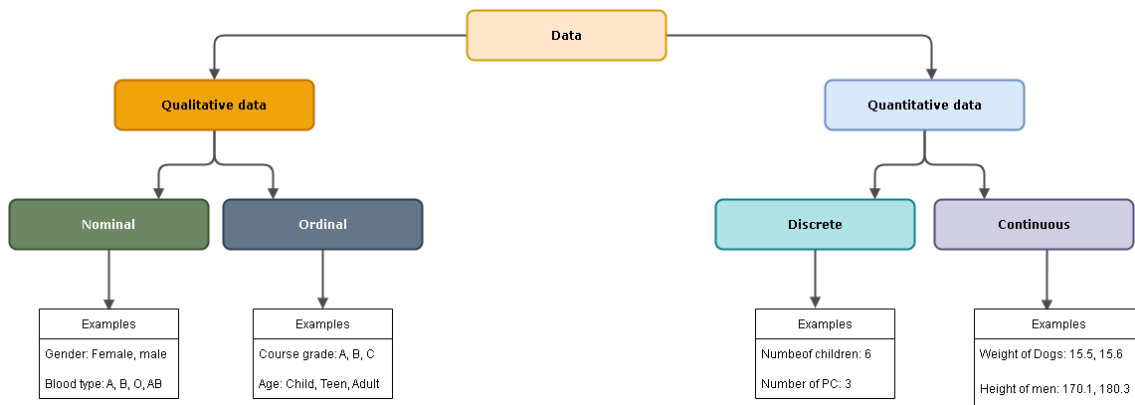 Data
Qualitative data
Quantitative data
Nominal
Ordinal
Discrete
Continuous
Examples
Gender: Female, male
Blood type: A, B, O, AB
Examples
Course grade: A, B, C
Age: Child, Teen, Adult
Examples
Numbeof children: 6
Number of PC: 3
Examples
Weight of Dogs: 15.5, 15.6
Height of men: 170.1, 180.3